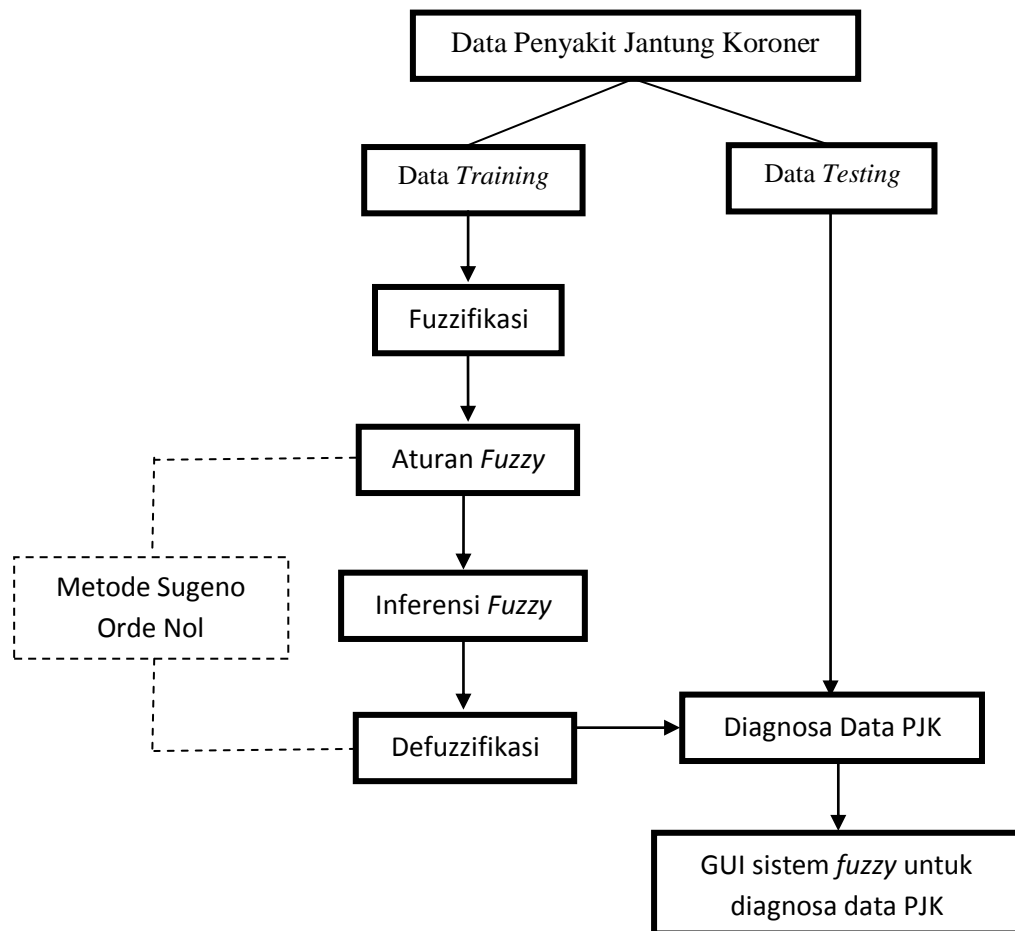 Data Penyakit Jantung Koroner
Data Training
Data Testing
Fuzzifikasi
Aturan Fuzzy
Metode Sugeno
Orde Nol
Inferensi Fuzzy
Defuzzifikasi
Diagnosa Data PJK
GUI sistem fuzzy untuk
diagnosa data PJK